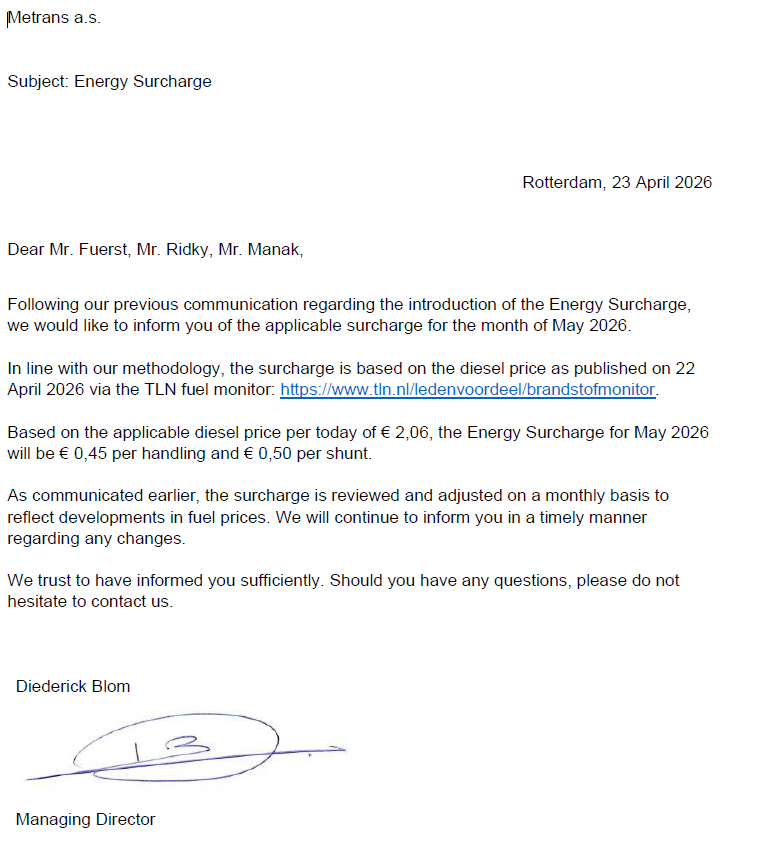 Metrans a.s.
Subject: Energy Surcharge
Rotterdam, 23 April 2026
Dear Mr. Fuerst, Mr. Ridky, Mr. Manak,
Following our previous communication regarding the introduction of the Energy Surcharge,
we would like to inform you of the applicable surcharge for the month of May 2026.
In line with our methodology, the surcharge is based on the diesel price as published on 22
April 2026 via the TLN fuel monitor: https://www.tln.nl/ledenvoordeel/brandstofmonitor.
Based on the applicable diesel price per today of € 2,06, the Energy Surcharge for May 2026
will be € 0,45 per handling and € 0,50 per shunt.
As communicated earlier, the surcharge is reviewed and adjusted on a monthly basis to
reflect developments in fuel prices. We will continue to inform you in a timely manner
regarding any changes.
We trust to have informed you sufficiently. Should you have any questions, please do not
hesitate to contact us.
Diederick Blom
Managing Director